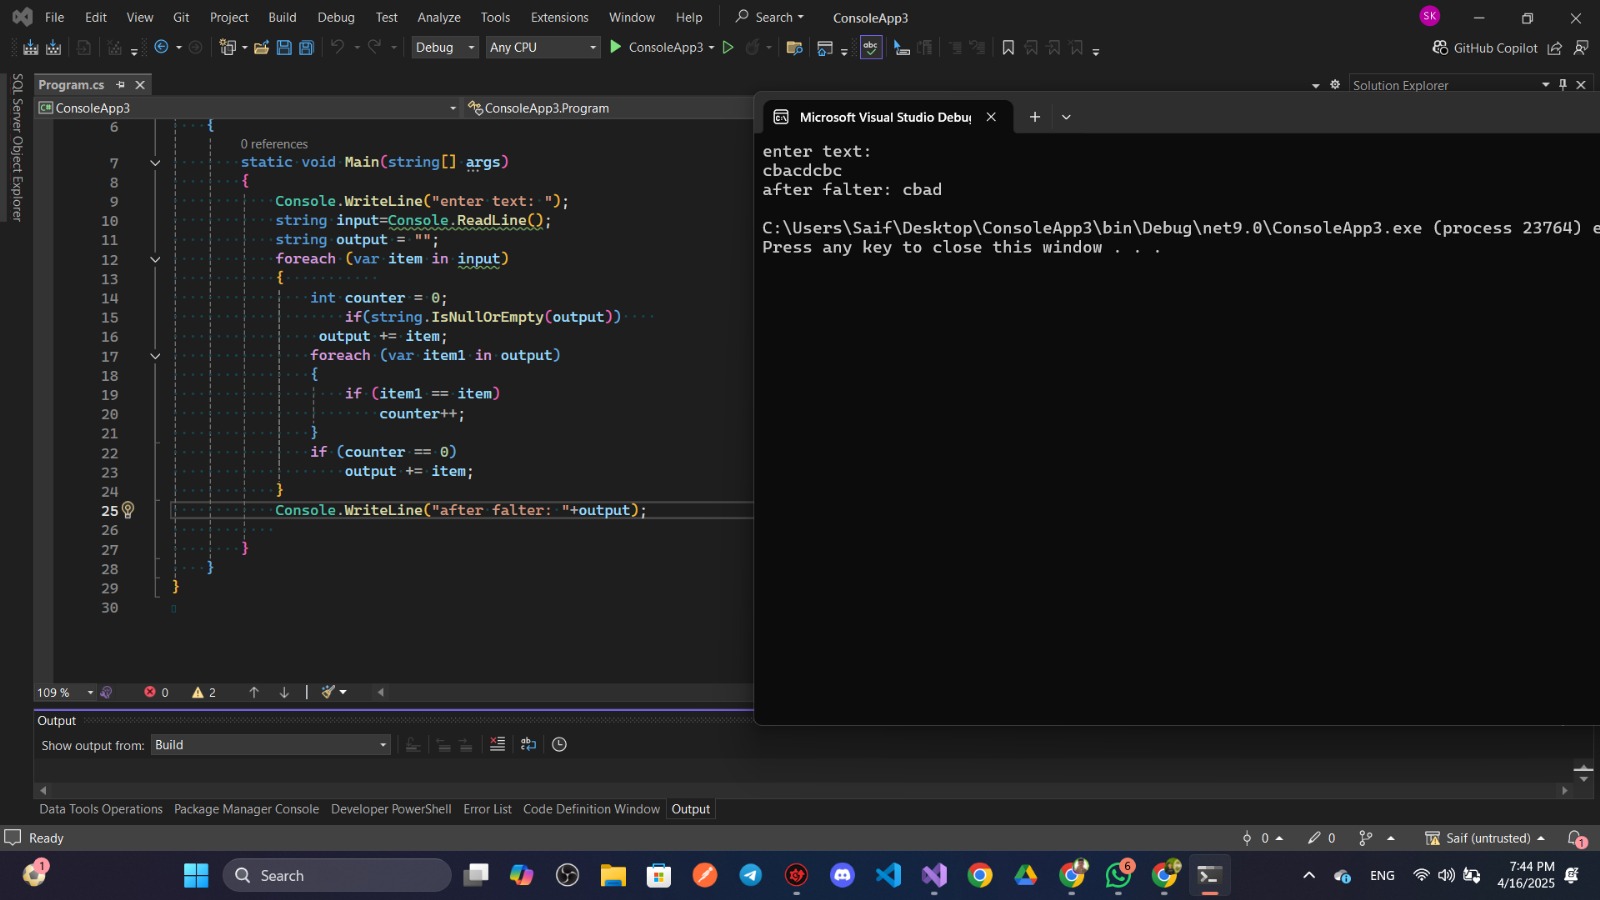 File Edit View Git Project Build Debug Test Analyze Tools Extensions Window Help Search ConsoleApp3 SK
Debug Any CPU ConsoleApp3 abc GitHub Copilot
SQL Server Object Explorer
Program.cs
Solution Explorer
C# ConsoleApp3 ConsoleApp3.Program
6 {
0 references
7 static void Main(string[] args)
8 {
9 Console.WriteLine("enter text: ");
10 string input=Console.ReadLine();
11 string output = "";
12 foreach (var item in input)
13 {
14 int counter = 0;
15 if(string.IsNullOrEmpty(output))
16 output += item;
17 foreach (var item1 in output)
18 {
19 if (item1 == item)
20 counter++;
21 }
22 if (counter == 0)
23 output += item;
24 }
25 Console.WriteLine("after falter: "+output);
26
27 }
28 }
29 }
30
Microsoft Visual Studio Debug
enter text:
cbacdcbc
after falter: cbad
C:\Users\Saif\Desktop\ConsoleApp3\bin\Debug\net9.0\ConsoleApp3.exe (process 23764) e
Press any key to close this window . . .
109 % 0 2
Output
Show output from: Build
Data Tools Operations Package Manager Console Developer PowerShell Error List Code Definition Window Output
Ready 0 0 Saif (untrusted) 1
1 Search 6 ENG 7:44 PM
4/16/2025